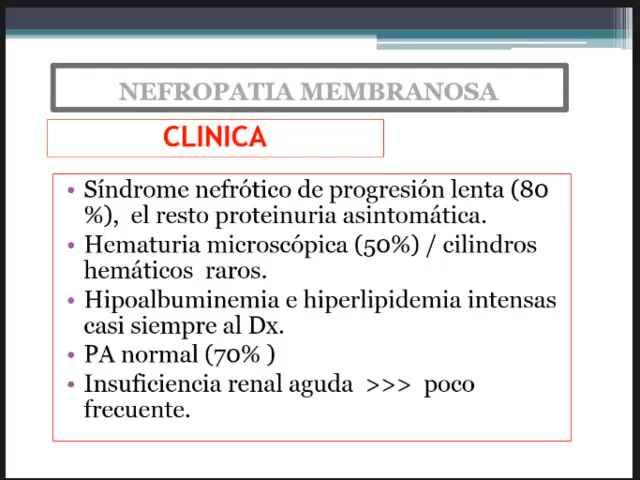 NEFROPATIA MEMBRANOSA
CLINICA
• Síndrome nefrótico de progresión lenta (80
%), el resto proteinuria asintomática.
• Hematuria microscópica (50%) / cilindros
hemáticos raros.
• Hipoalbuminemia e hiperlipidemia intensas
casi siempre al Dx.
• PA normal (70% )
• Insuficiencia renal aguda >>> poco
frecuente.